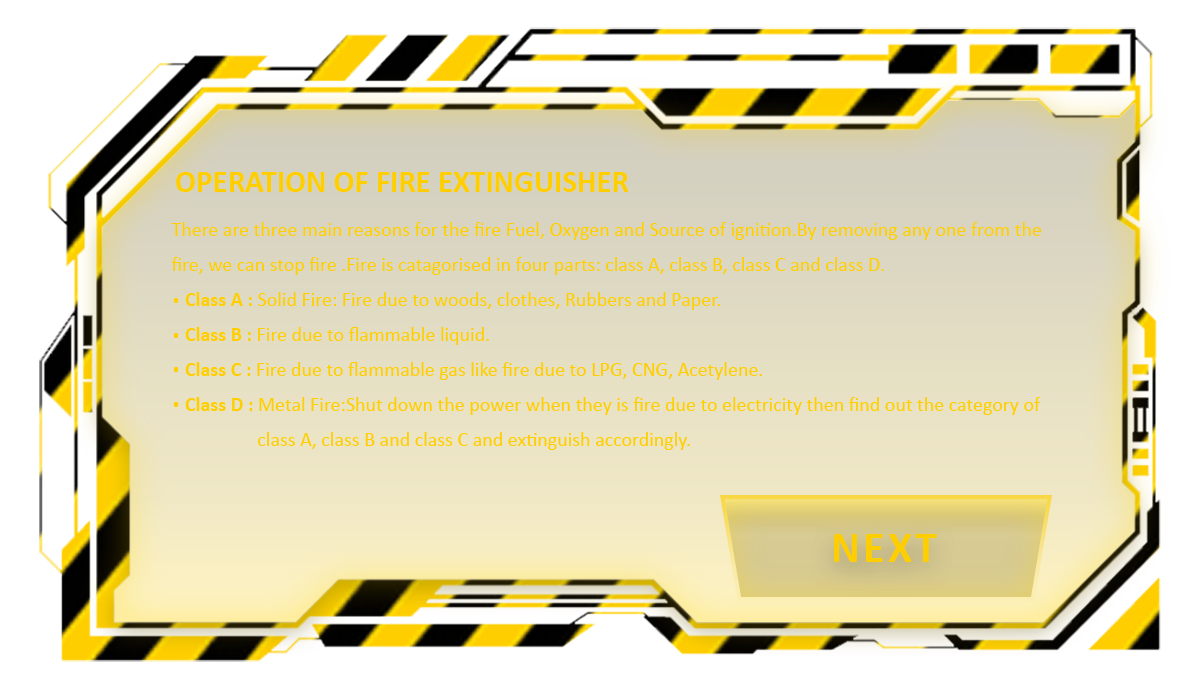 OPERATION OF FIRE EXTINGUISHER
There are three main reasons for the fire Fuel, Oxygen and Source of ignition.By removing any one from the
fire, we can stop fire .Fire is catagorised in four parts: class A, class B, class C and class D.
▪ Class A : Solid Fire: Fire due to woods, clothes, Rubbers and Paper.
▪ Class B : Fire due to flammable liquid.
▪ Class C : Fire due to flammable gas like fire due to LPG, CNG, Acetylene.
▪ Class D : Metal Fire:Shut down the power when they is fire due to electricity then find out the category of
class A, class B and class C and extinguish accordingly.
NEXT